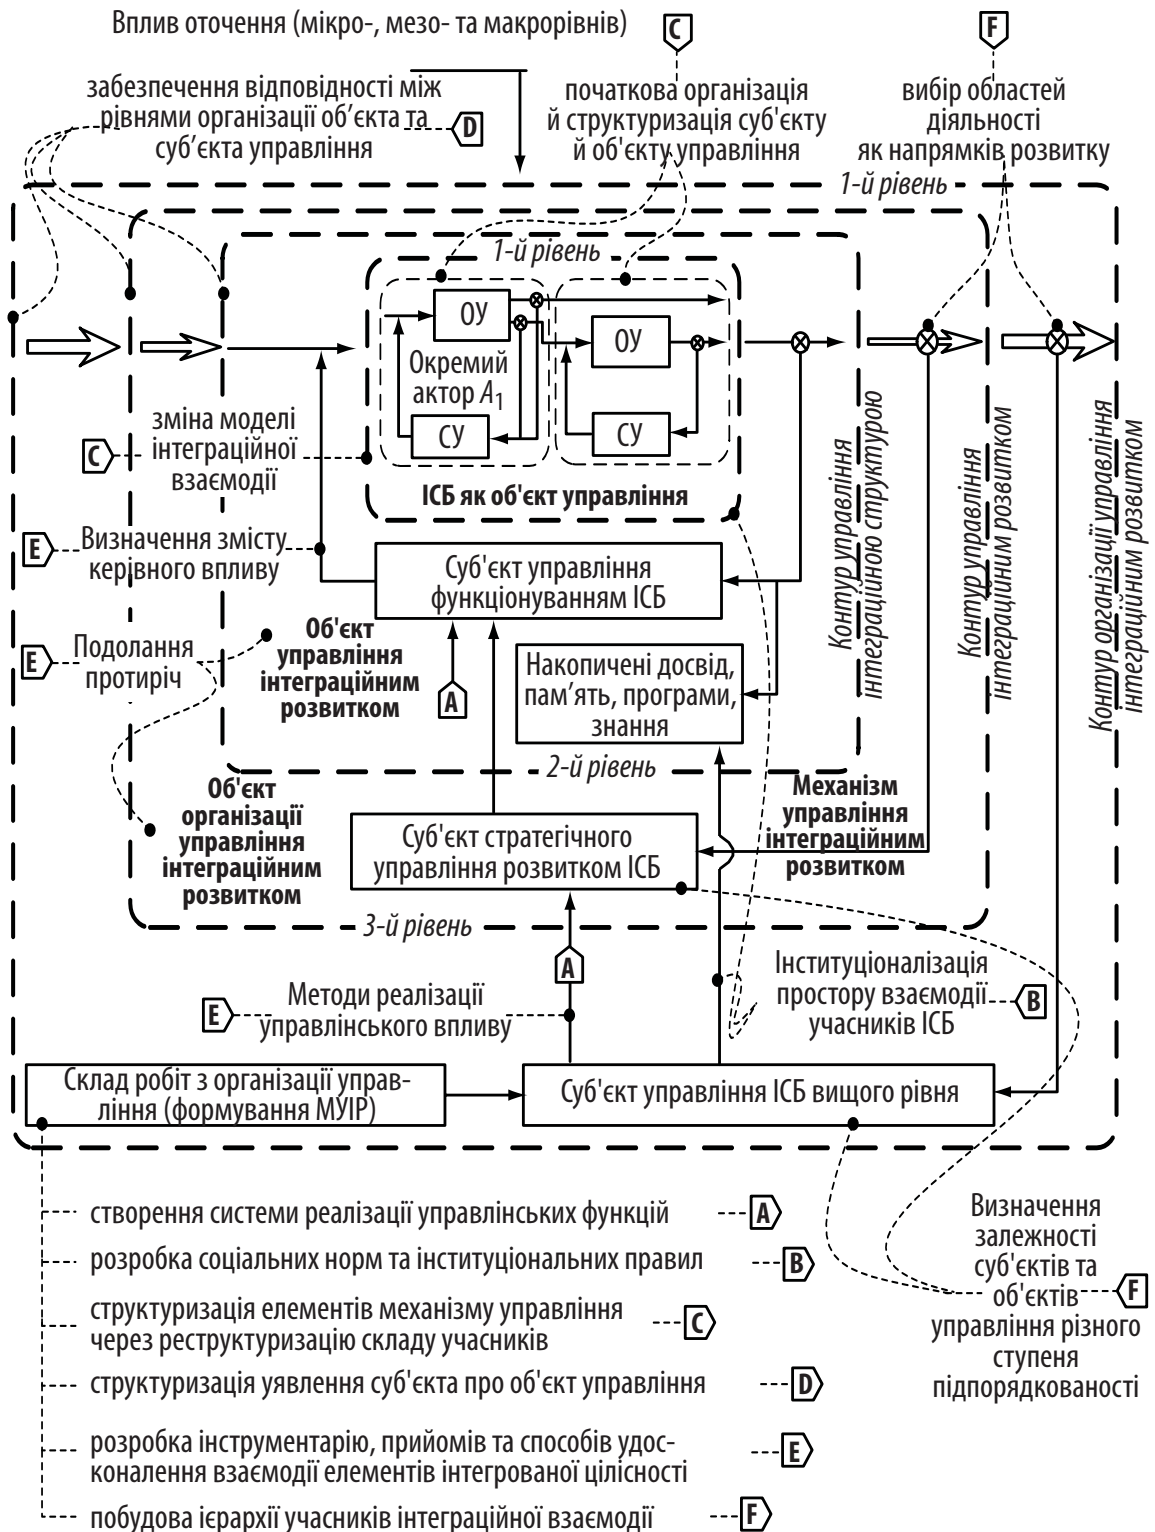 Вплив оточення (мікро-, мезо- та макрорівнів)
C
F
забезпечення відповідності між
рівнями організації об’єкта та
суб’єкта управління
D
початкова організація
й структуризація суб'єкту
й об'єкту управління
вибір областей
діяльності
як напрямків розвитку
1-й рівень
1-й рівень
ОУ
ОУ
Окремий
актор А1
СУ
СУ
ІСБ як об'єкт управління
зміна моделі
інтеграційної
взаємодії
C
E
Визначення змісту
керівного впливу
Суб'єкт управління
функціонуванням ІСБ
Контур управління
інтеграційною структурою
Контур управління
інтеграційним розвитком
Контур організації управління
інтеграційним розвитком
E
Подолання
протиріч
Об'єкт
управління
інтеграційним
розвитком
A
Накопичені досвід,
пам’ять, програми,
знання
2-й рівень
Об'єкт
організації
управління
інтеграційним
розвитком
Суб'єкт стратегічного
управління розвитком ІСБ
Механізм
управління
інтеграційним
розвитком
3-й рівень
A
E
Методи реалізації
управлінського впливу
Інституціоналізація
простору взаємодії
учасників ІСБ
B
Склад робіт з організації управ-
ління (формування МУІР)
Суб'єкт управління ІСБ вищого рівня
створення системи реалізації управлінських функцій
A
розробка соціальних норм та інституціональних правил
B
структуризація елементів механізму управління
через реструктуризацію складу учасників
C
структуризація уявлення суб'єкта про об'єкт управління
D
розробка інструментарію, прийомів та способів удос-
коналення взаємодії елементів інтегрованої цілісності
E
побудова ієрархії учасників інтеграційної взаємодії
F
Визначення
залежності
суб'єктів та
об'єктів
управління різного
ступеня
підпорядкованості
F